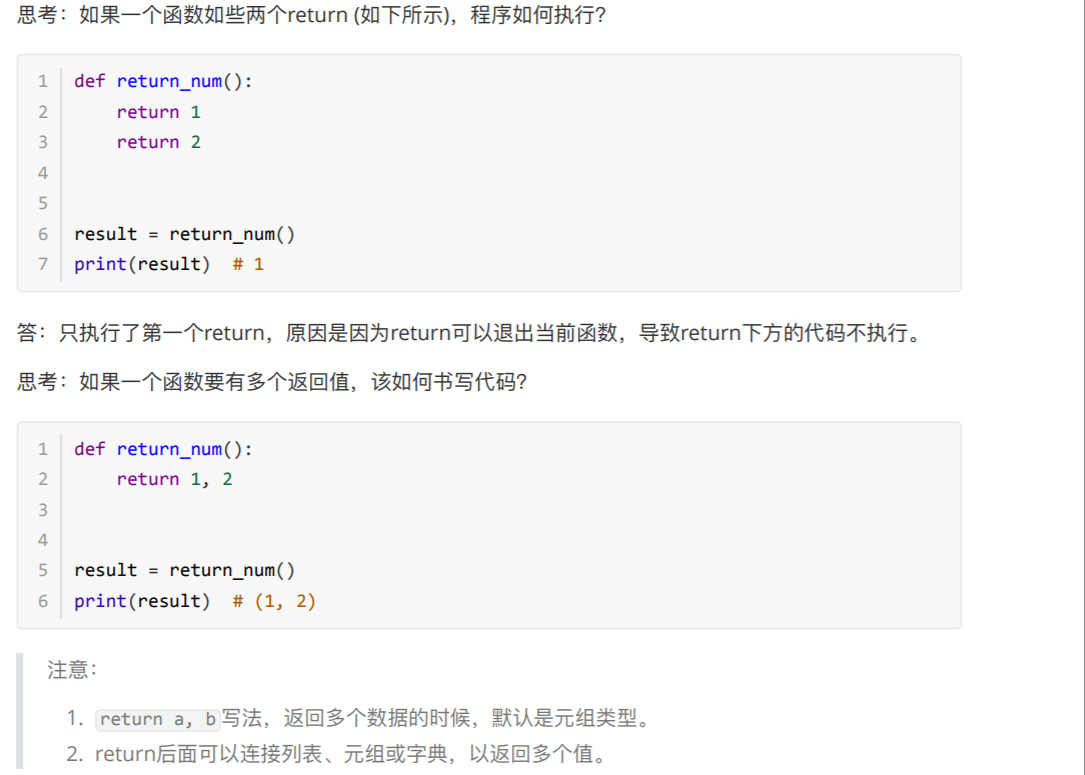 思考：如果一个函数如些两个return (如下所示)，程序如何执行?
1 def return_num():
2     return 1
3     return 2
4
5
6 result = return_num()
7 print(result)  # 1
答：只执行了第一个return，原因是因为return可以退出当前函数，导致return下方的代码不执行。
思考：如果一个函数要有多个返回值，该如何书写代码?
1 def return_num():
2     return 1, 2
3
4
5 result = return_num()
6 print(result)  # (1, 2)
注意：
1. return a, b写法，返回多个数据的时候，默认是元组类型。
2. return后面可以连接列表、元组或字典，以返回多个值。